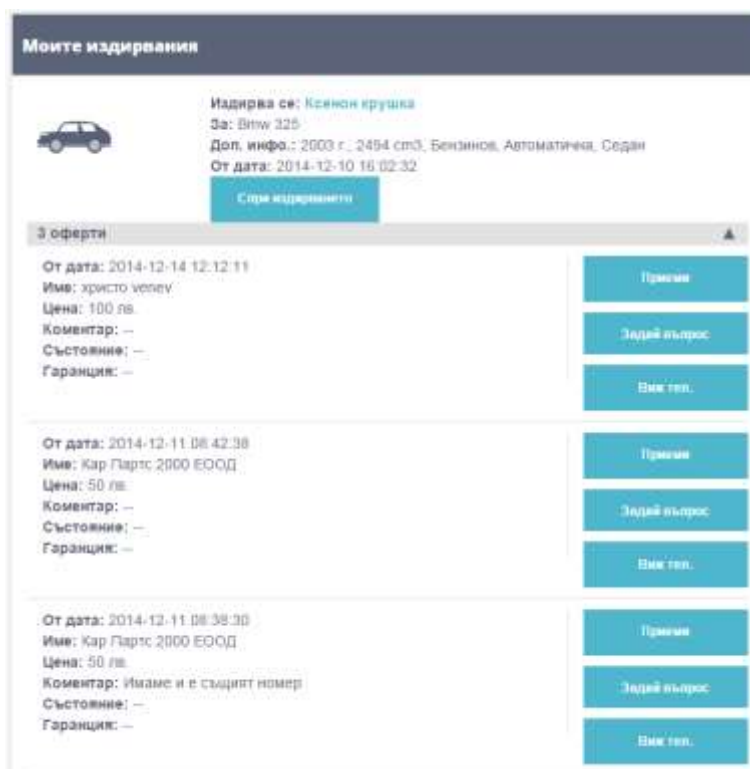 Моите издирвания
Издирва се: Ксенон крушка
За: Bmw 325
Доп. инфо.: 2003 г., 2494 cm3, Бензинов, Автоматична, Седан
От дата: 2014-12-10 16:02:32
Спри издирването
3 оферти ▲
От дата: 2014-12-14 12:12:11
Име: христо venev
Цена: 100 лв.
Коментар: --
Състояние: --
Гаранция: --
Приеми
Задай въпрос
Виж тел.
От дата: 2014-12-11 08:42:38
Име: Кар Партс 2000 ЕООД
Цена: 50 лв.
Коментар: --
Състояние: --
Гаранция: --
Приеми
Задай въпрос
Виж тел.
От дата: 2014-12-11 08:38:30
Име: Кар Партс 2000 ЕООД
Цена: 50 лв.
Коментар: Имаме и е същият номер
Състояние: --
Гаранция: --
Приеми
Задай въпрос
Виж тел.